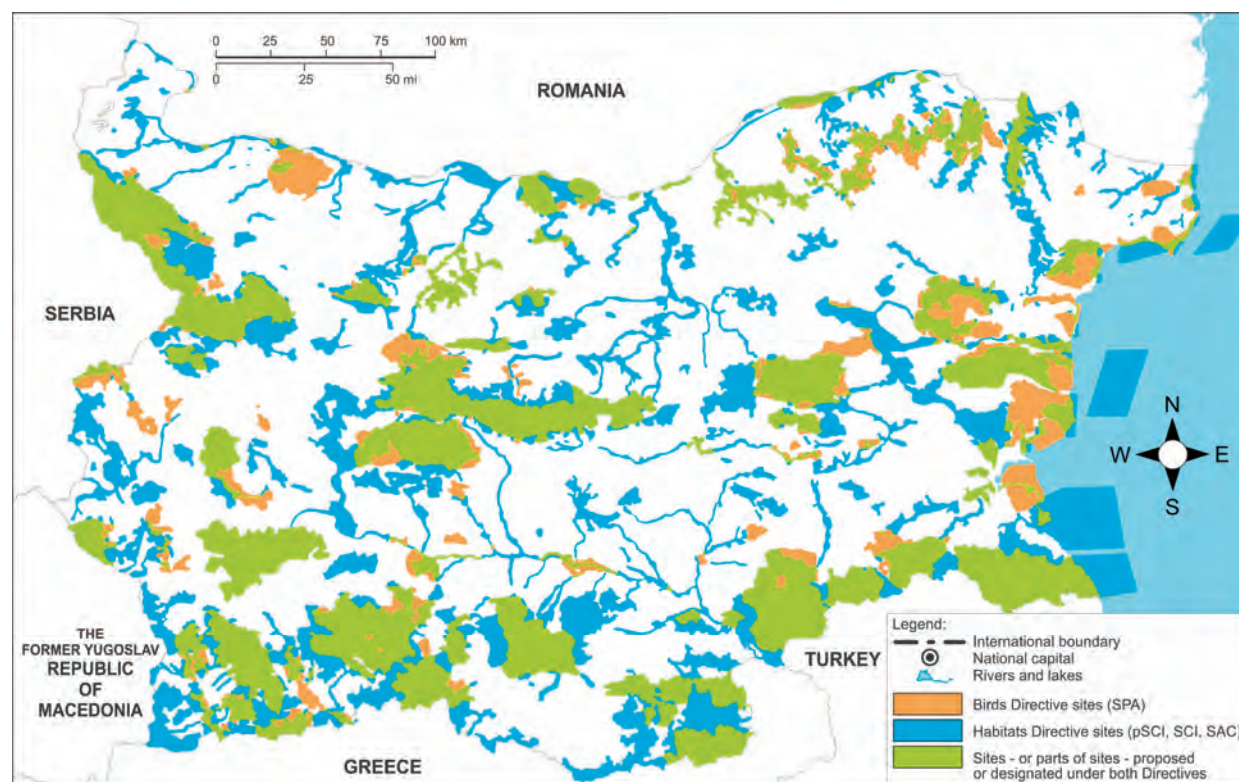 0 25 50 75 100 km
0 25 50 mi
ROMANIA
SERBIA
N
W E
S
THE
FORMER YUGOSLAV
REPUBLIC
OF
MACEDONIA
TURKEY
GREECE
Legend:
International boundary
National capital
Rivers and lakes
Birds Directive sites (SPA)
Habitats Directive sites (pSCI, SCI, SAC)
Sites - or parts of sites - proposed
or designated under both Directives